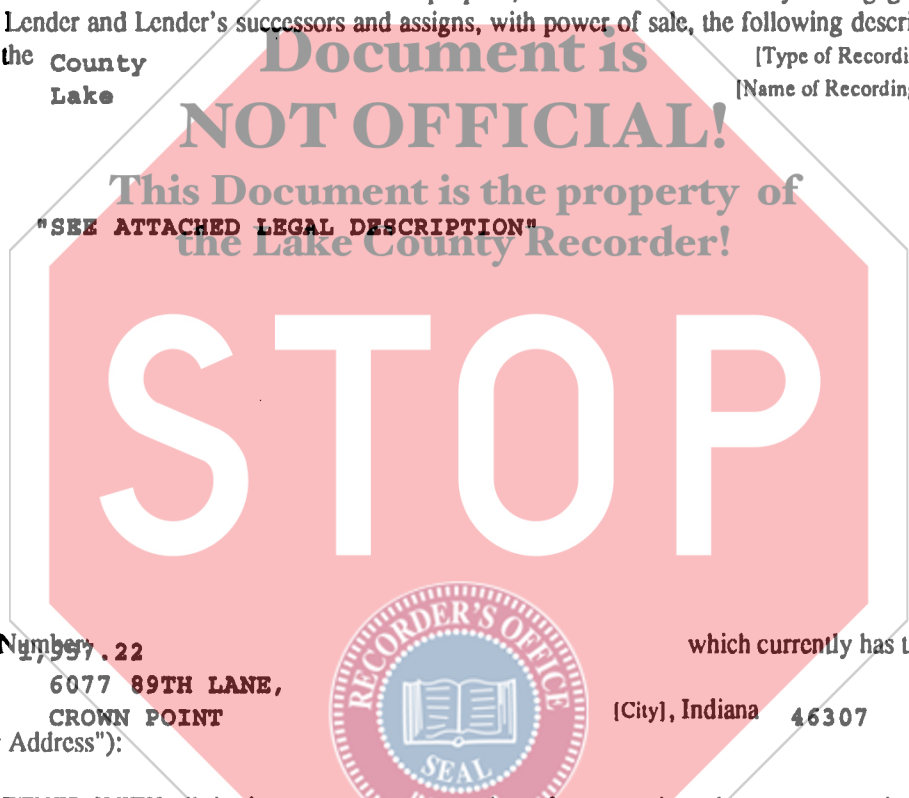 Lender and Lender's successors and assigns, with power of sale, the following descri
the County [Type of Recordi
Lake [Name of Recording
Document is
NOT OFFICIAL!
This Document is the property of
the Lake County Recorder!
"SEE ATTACHED LEGAL DESCRIPTION"
STOP
Number: which currently has t
6077 89TH LANE,
CROWN POINT [City], Indiana 46307
Address"):
RECORDER'S OFFICE
SEAL